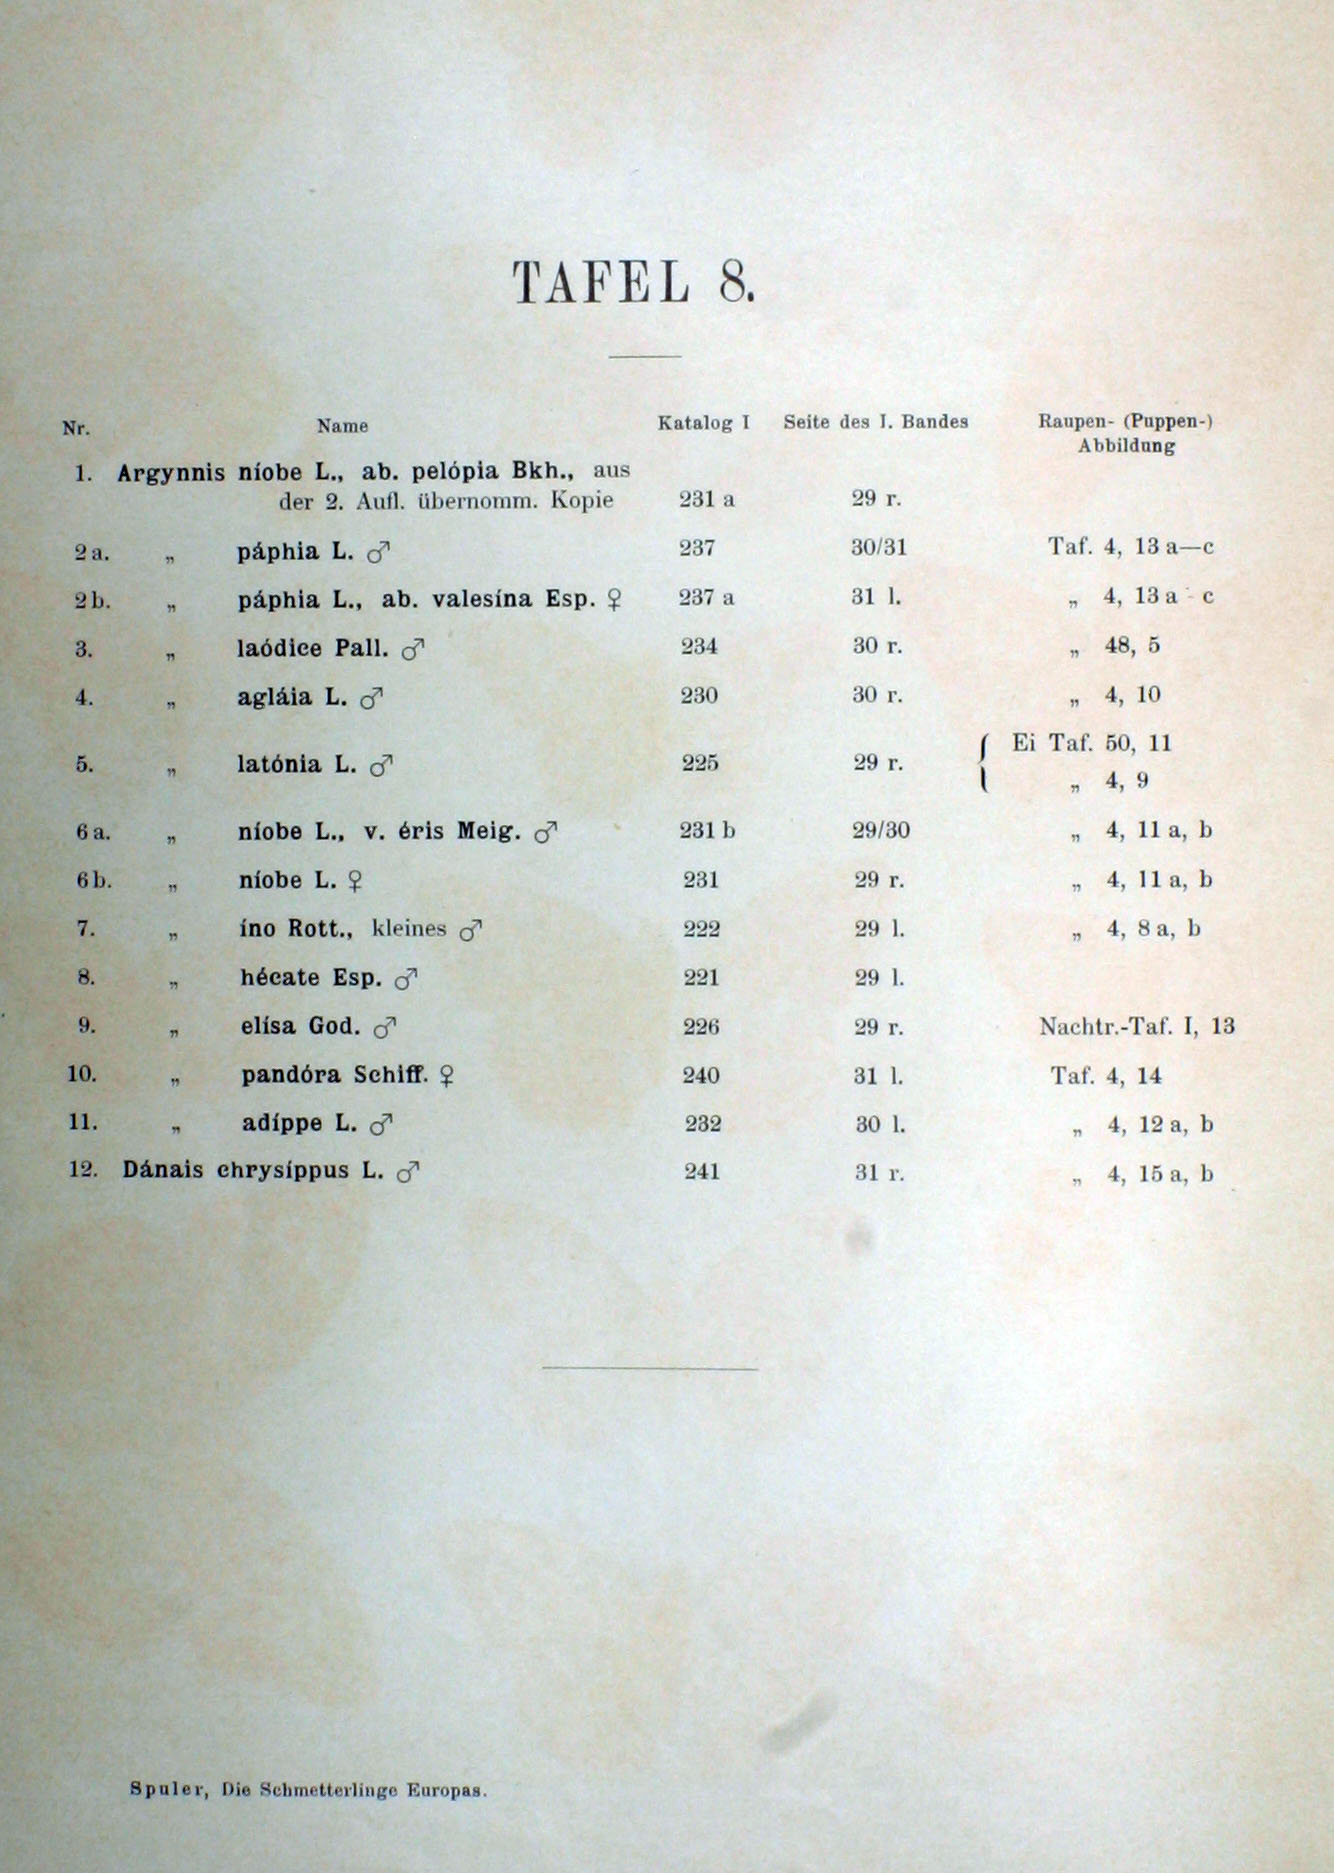 TAFEL 8.
Nr. Name Katalog I Seite des I. Bandes Raupen- (Puppen-)
Abbildung
1. Argynnis níobe L., ab. pelópia Bkh., aus
der 2. Aufl. übernomm. Kopie 231 a 29 r.
2 a. „ páphia L. ♂ 237 30/31 Taf. 4, 13 a—c
2 b. „ páphia L., ab. valesína Esp. ♀ 237 a 31 l. „ 4, 13 a - c
3. „ laódice Pall. ♂ 234 30 r. „ 48, 5
4. „ agláia L. ♂ 230 30 r. „ 4, 10
Ei Taf. 50, 11
5. „ latónia L. ♂ 225 29 r. { „ 4, 9
6 a. „ níobe L., v. éris Meig. ♂ 231 b 29/30 „ 4, 11 a, b
6 b. „ níobe L. ♀ 231 29 r. „ 4, 11 a, b
7. „ íno Rott., kleines ♂ 222 29 l. „ 4, 8 a, b
8. „ hécate Esp. ♂ 221 29 l.
9. „ elísa God. ♂ 226 29 r. Nachtr.-Taf. I, 13
10. „ pandóra Schiff. ♀ 240 31 l. Taf. 4, 14
11. „ adíppe L. ♂ 232 30 l. „ 4, 12 a, b
12. Dánais chrysíppus L. ♂ 241 31 r. „ 4, 15 a, b
Spuler, Die Schmetterlinge Europas.